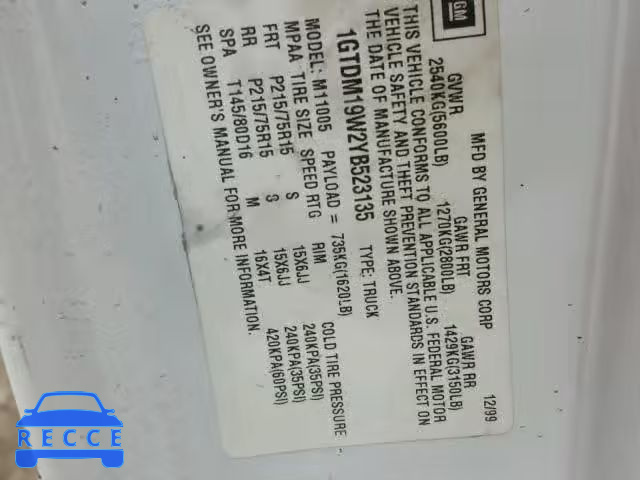 GM
MFD BY GENERAL MOTORS CORP 12/99
GVWR GAWR FRT GAWR RR
2540KG(5600LB) 1270KG(2800LB) 1429KG(3150LB)
THIS VEHICLE CONFORMS TO ALL APPLICABLE U.S. FEDERAL MOTOR
VEHICLE SAFETY AND THEFT PREVENTION STANDARDS IN EFFECT ON
THE DATE OF MANUFACTURE SHOWN ABOVE.
1GTDM19W2YB523135 TYPE: TRUCK
MODEL: M11005 PAYLOAD = 735KG(1620LB)
MPAA TIRE SIZE SPEED RTG RIM COLD TIRE PRESSURE
FRT P215/75R15 S 15X6JJ 240KPA(35PSI)
RR P215/75R15 S 15X6JJ 240KPA(35PSI)
SPA T145/80D16 M 16X4T 420KPA(60PSI)
SEE OWNER'S MANUAL FOR MORE INFORMATION.
RECCE